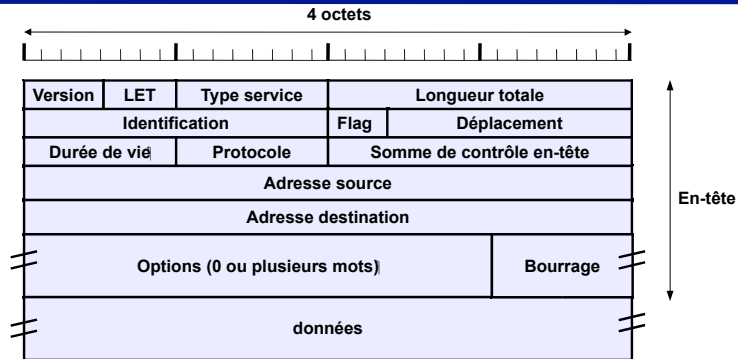 4 octets
Version LET Type service Longueur totale
Identification Flag Déplacement
Durée de vie Protocole Somme de contrôle en-tête
Adresse source
Adresse destination
En-tête
Options (0 ou plusieurs mots) Bourrage
données